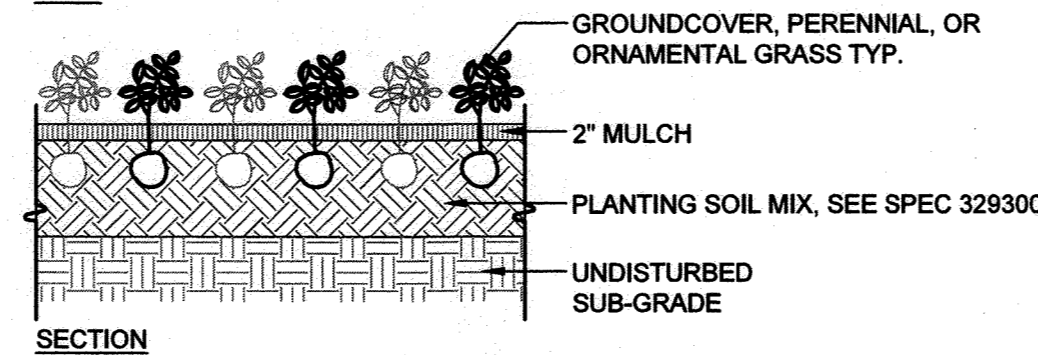 GROUNDCOVER, PERENNIAL, OR
ORNAMENTAL GRASS TYP.
2" MULCH
PLANTING SOIL MIX, SEE SPEC 329300
UNDISTURBED
SUB-GRADE
SECTION